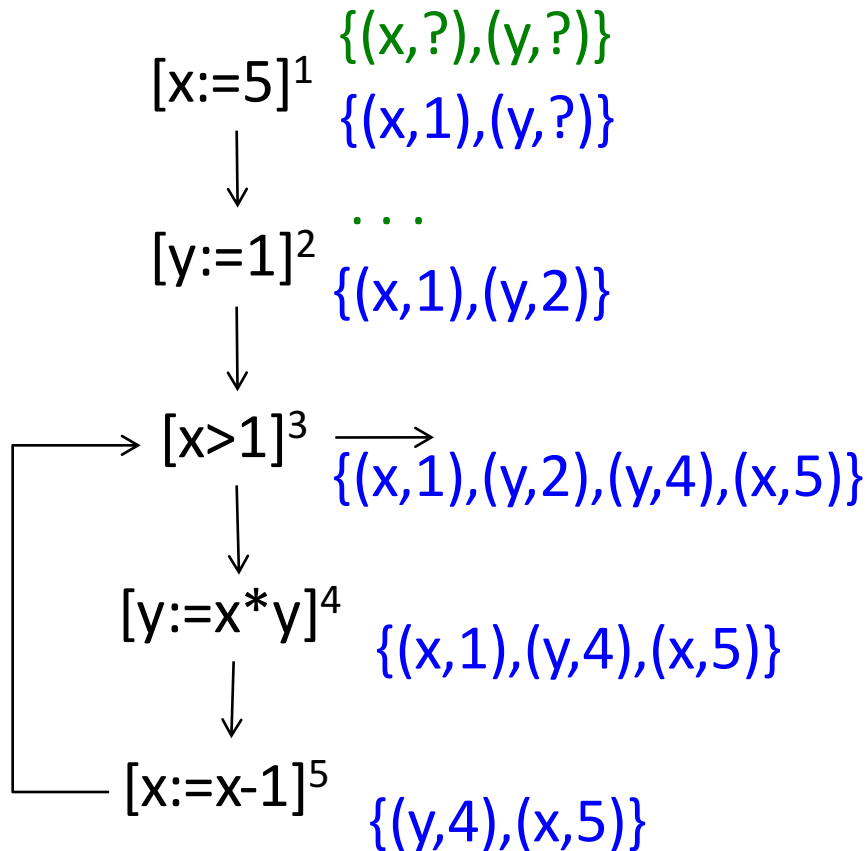 {(x,?),(y,?)}
[x:=5]¹
{(x,1),(y,?)}
. . .
[y:=1]²
{(x,1),(y,2)}
[x>1]³
{(x,1),(y,2),(y,4),(x,5)}
[y:=x*y]⁴
{(x,1),(y,4),(x,5)}
[x:=x-1]⁵
{(y,4),(x,5)}